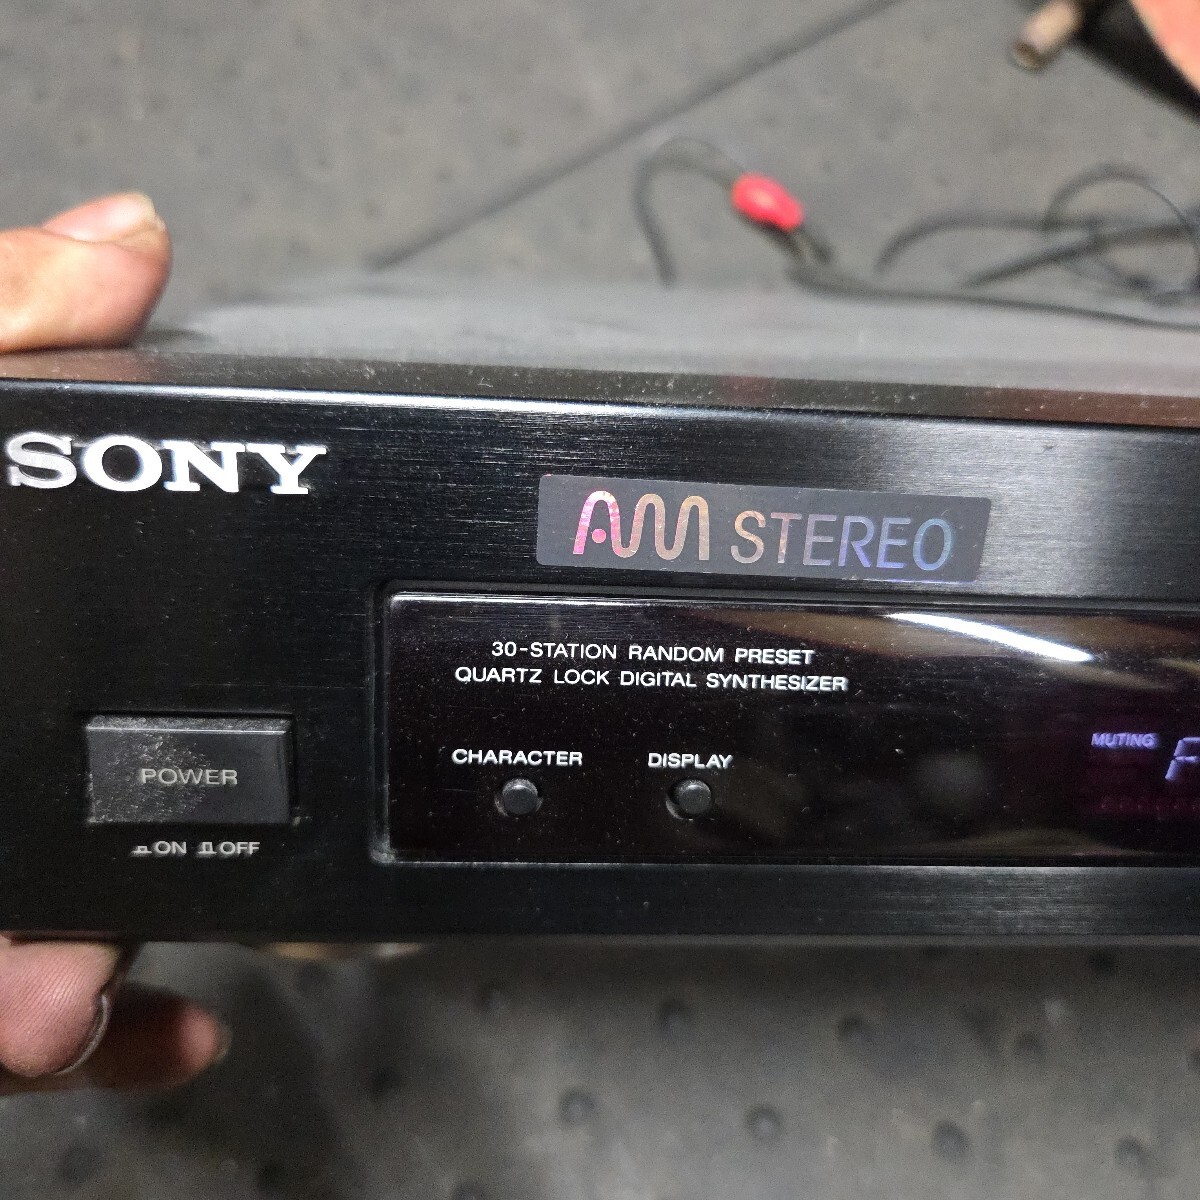 SONY
AM STEREO
30-STATION RANDOM PRESET
QUARTZ LOCK DIGITAL SYNTHESIZER
CHARACTER DISPLAY
MUTING
POWER
ON OFF